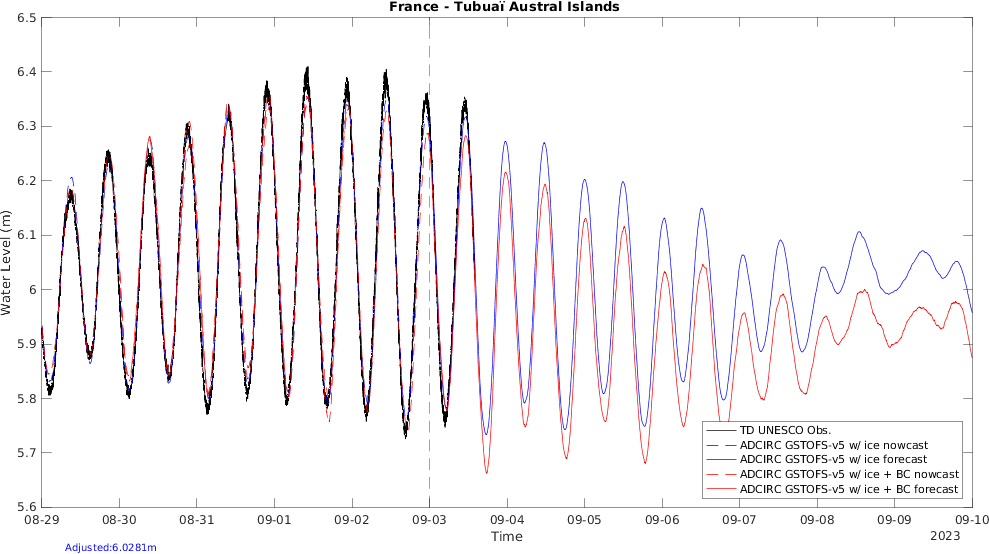 France - Tubuaï Austral Islands
Water Level (m)
6.5
6.4
6.3
6.2
6.1
6
5.9
5.8
5.7
5.6
TD UNESCO Obs.
ADCIRC GSTOFS-v5 w/ ice nowcast
ADCIRC GSTOFS-v5 w/ ice forecast
ADCIRC GSTOFS-v5 w/ ice + BC nowcast
ADCIRC GSTOFS-v5 w/ ice + BC forecast
08-29 08-30 08-31 09-01 09-02 09-03 09-04 09-05 09-06 09-07 09-08 09-09 09-10
Time
2023
Adjusted:6.0281m